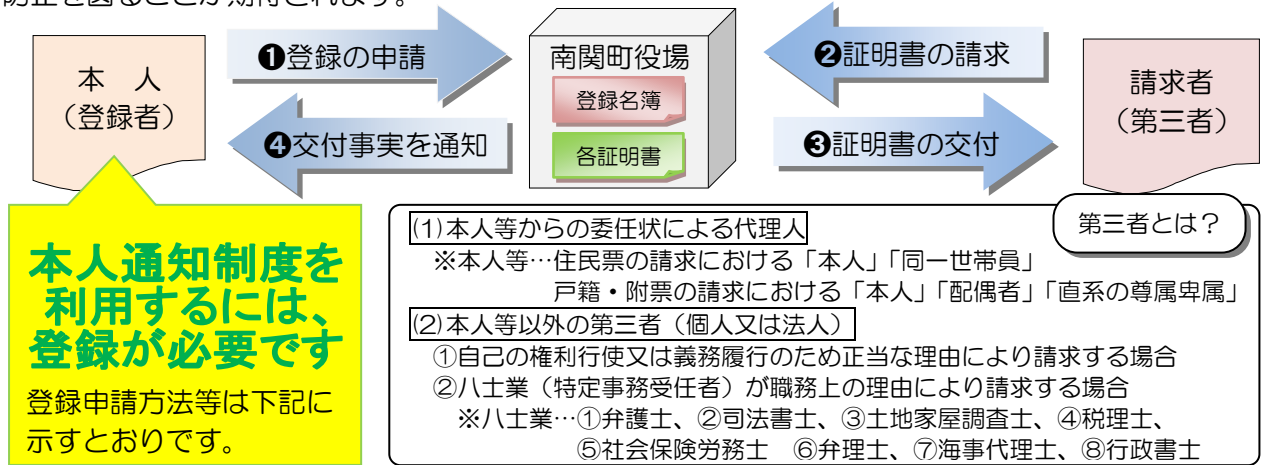 防止を図ることが期待されます。
本　人
（登録者）
❶登録の申請
❹交付事実を通知
南関町役場
登録名簿
各証明書
❷証明書の請求
❸証明書の交付
請求者
（第三者）
本人通知制度を
利用するには、
登録が必要です
登録申請方法等は下記に
示すとおりです。
第三者とは？
⑴本人等からの委任状による代理人
※本人等…住民票の請求における「本人」「同一世帯員」
戸籍・附票の請求における「本人」「配偶者」「直系の尊属卑属」
⑵本人等以外の第三者（個人又は法人）
①自己の権利行使又は義務履行のため正当な理由により請求する場合
②八士業（特定事務受任者）が職務上の理由により請求する場合
※八士業…①弁護士、②司法書士、③土地家屋調査士、④税理士、
⑤社会保険労務士　⑥弁理士、⑦海事代理士、⑧行政書士